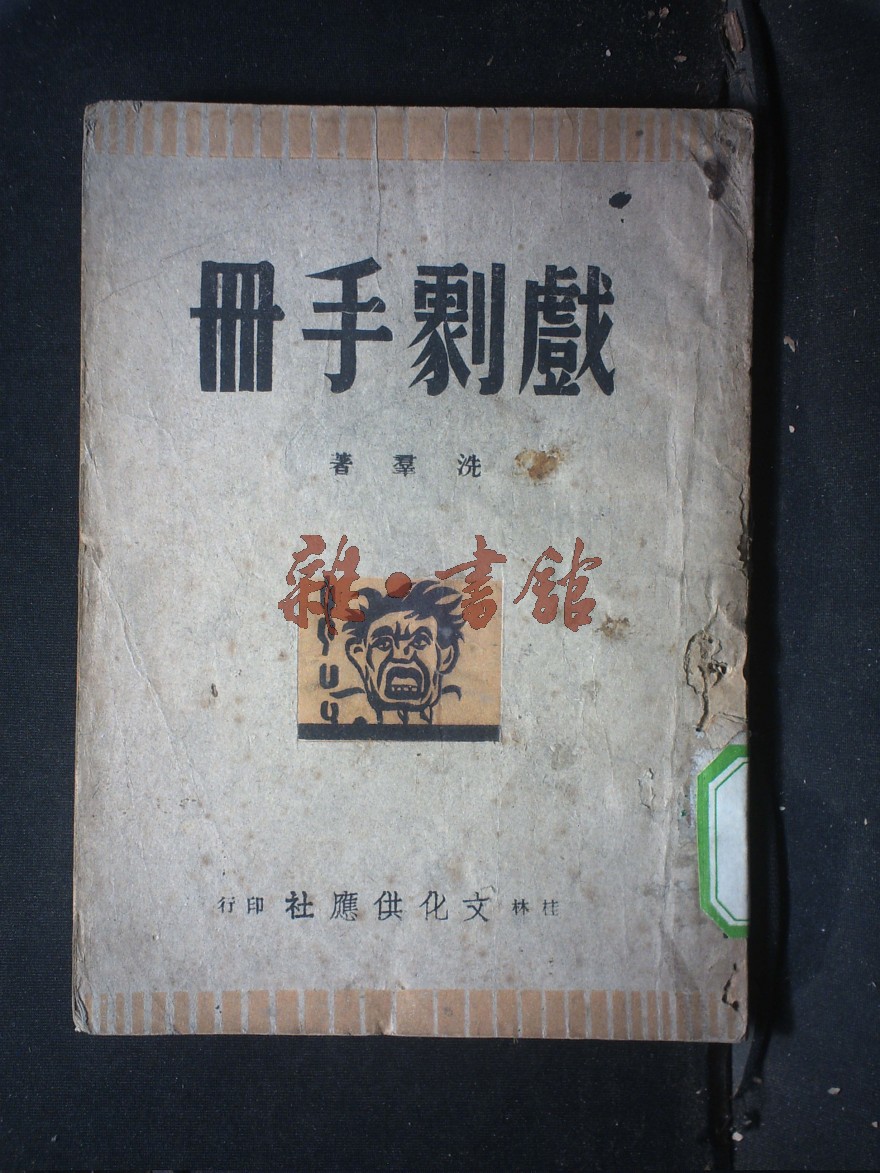 戲劇手冊
洗羣著
雜·書館
桂林文化供應社印行